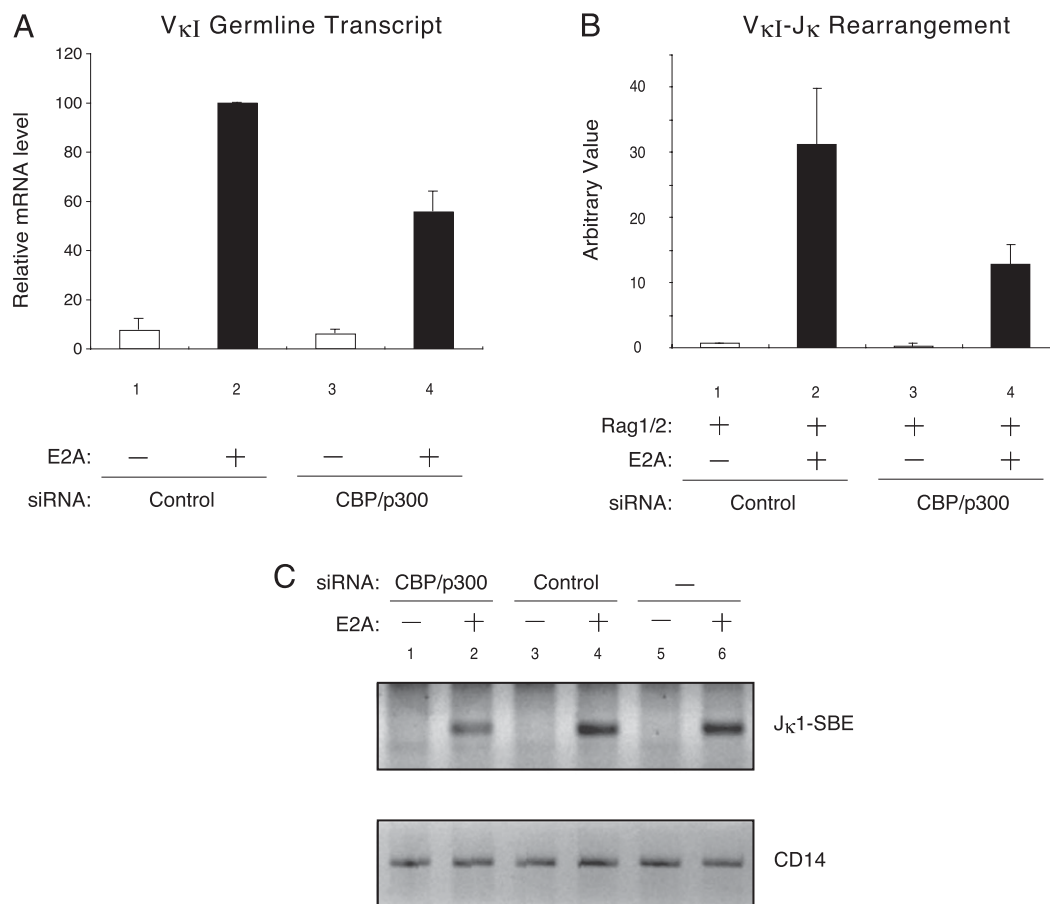 A
VκI Germline Transcript
Relative mRNA level
120
100
80
60
40
20
0
1 2 3 4
E2A: — + — +
siRNA: Control CBP/p300
B
VκI-Jκ Rearrangement
Arbitrary Value
40
30
20
10
0
1 2 3 4
Rag1/2: + + + +
E2A: — + — +
siRNA: Control CBP/p300
C
siRNA: CBP/p300 Control —
E2A: — + — + — +
1 2 3 4 5 6
Jκ1-SBE
CD14